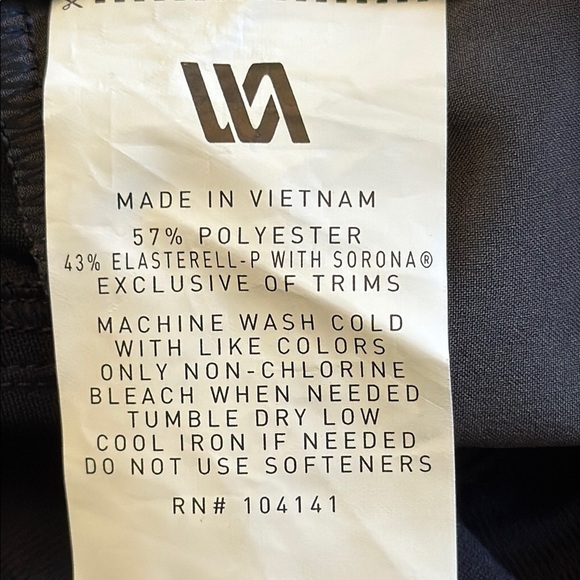 MADE IN VIETNAM
57% POLYESTER
43% ELASTERELL-P WITH SORONA®
EXCLUSIVE OF TRIMS
MACHINE WASH COLD
WITH LIKE COLORS
ONLY NON-CHLORINE
BLEACH WHEN NEEDED
TUMBLE DRY LOW
COOL IRON IF NEEDED
DO NOT USE SOFTENERS
RN# 104141